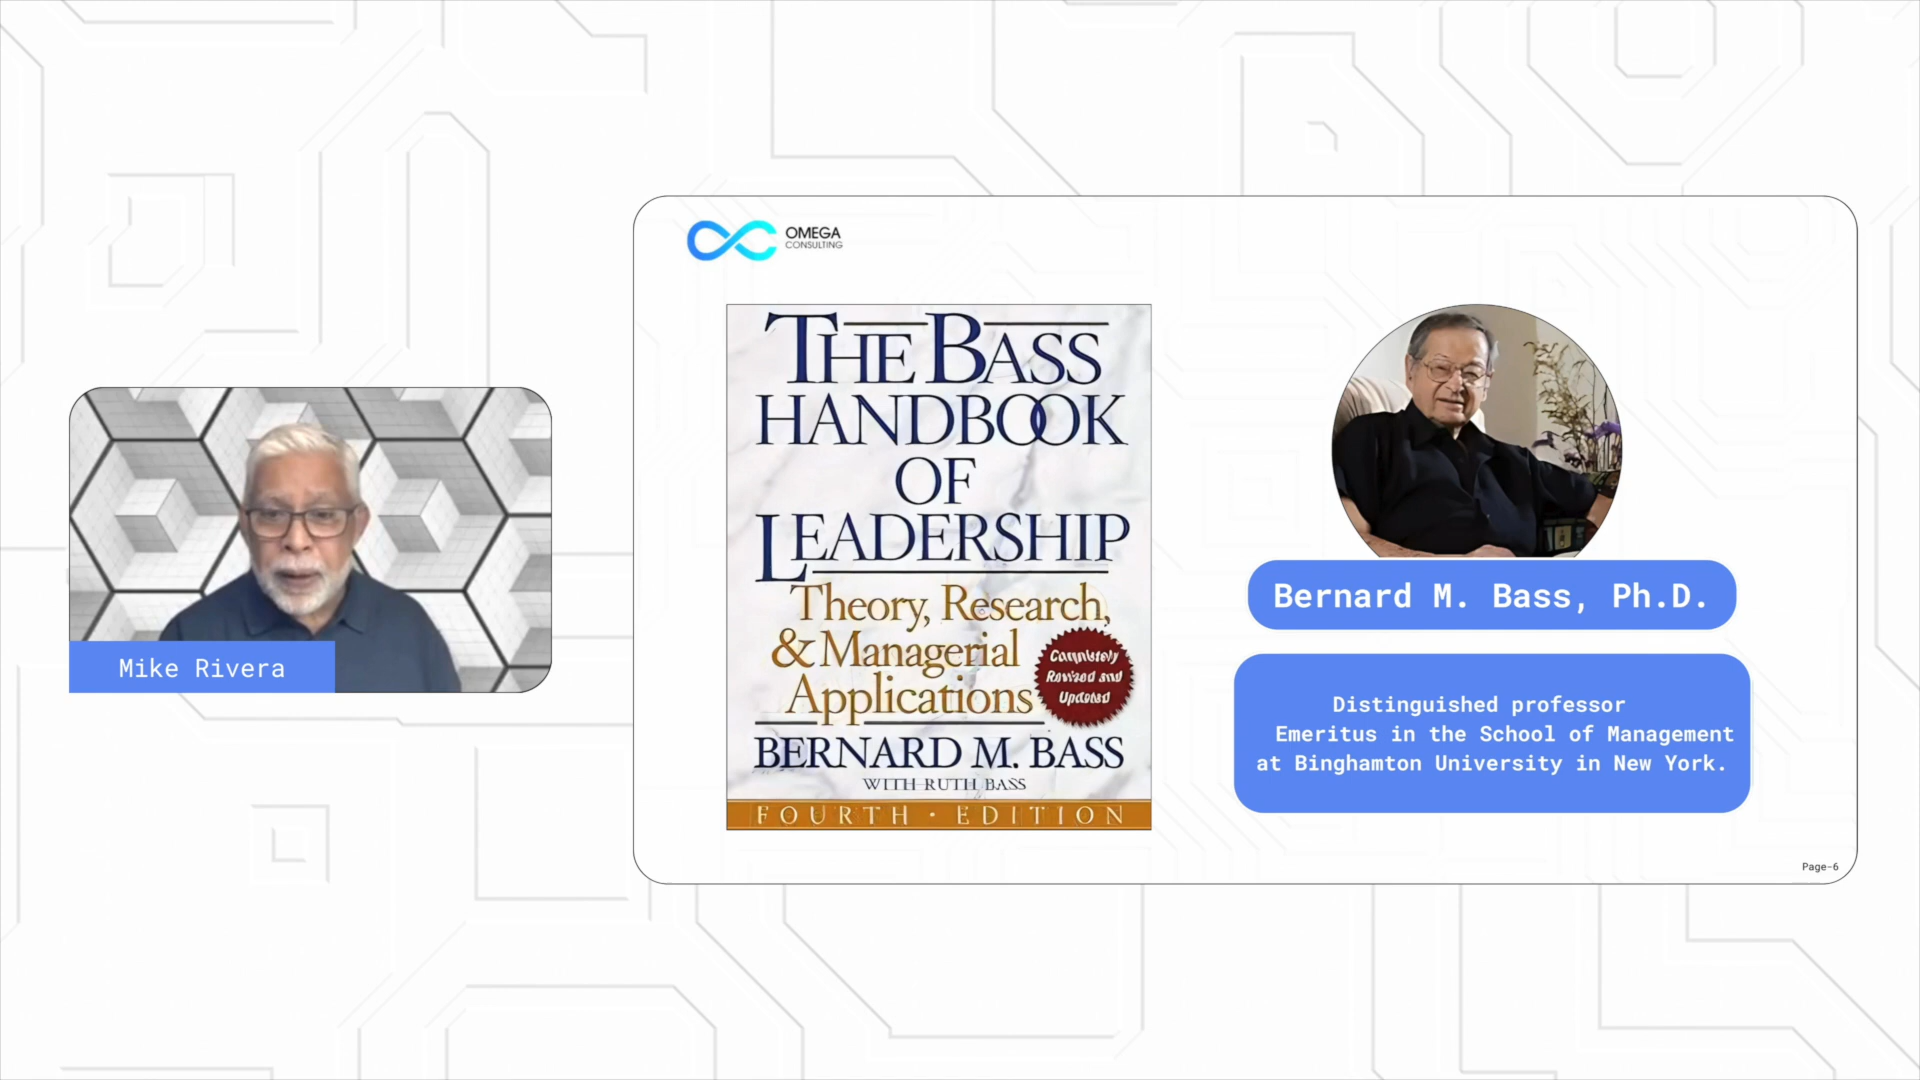 OMEGA
CONSULTING
THE BASS
HANDBOOK
OF
LEADERSHIP
Theory, Research,
& Managerial
Applications
Completely
Revised and
Updated
BERNARD M. BASS
WITH RUTH BASS
FOURTH · EDITION
Bernard M. Bass, Ph.D.
Distinguished professor
Emeritus in the School of Management
at Binghamton University in New York.
Mike Rivera
Page-6